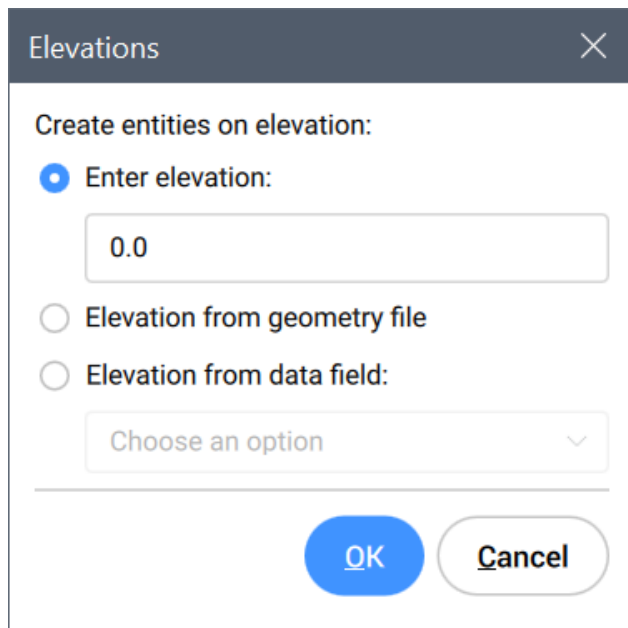 Elevations
Create entities on elevation:
Enter elevation:
0.0
Elevation from geometry file
Elevation from data field:
Choose an option
OK
Cancel